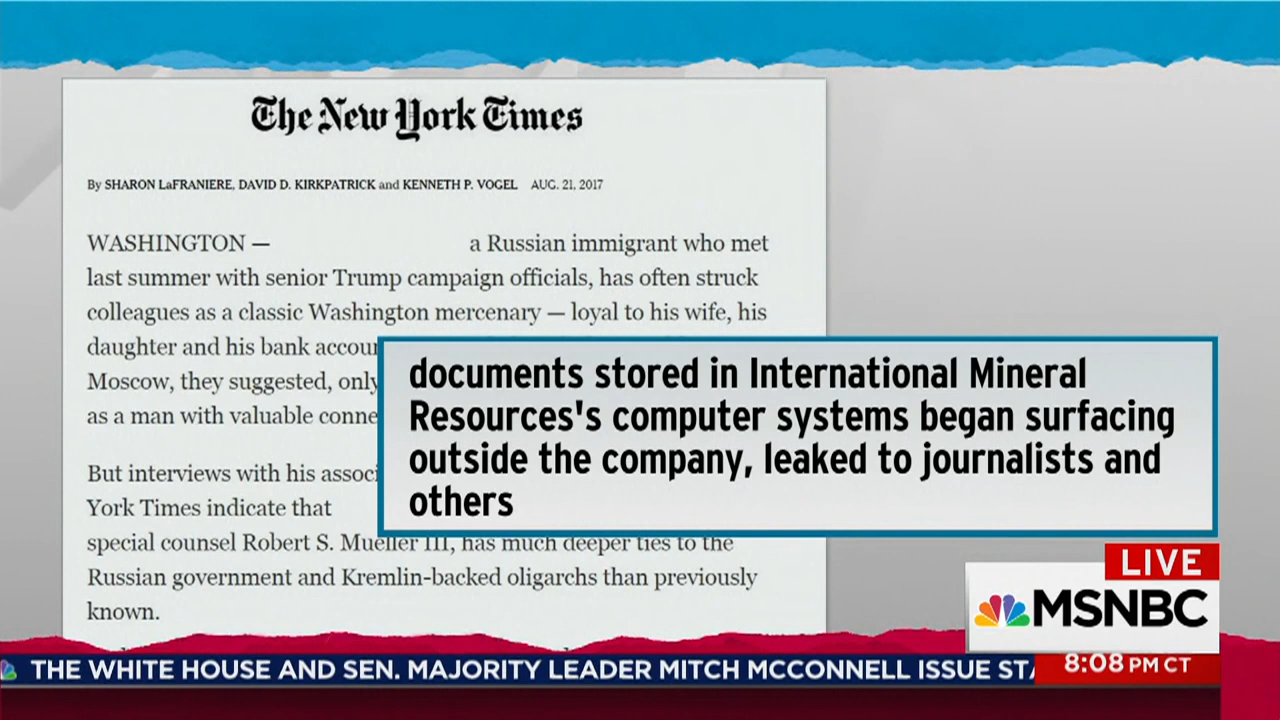 The New York Times
By SHARON LaFRANIERE, DAVID D. KIRKPATRICK and KENNETH P. VOGEL AUG. 21, 2017
WASHINGTON — a Russian immigrant who met
last summer with senior Trump campaign officials, has often struck
colleagues as a classic Washington mercenary — loyal to his wife, his
daughter and his bank accou
Moscow, they suggested, only
as a man with valuable conne
But interviews with his associ
York Times indicate that
special counsel Robert S. Mueller III, has much deeper ties to the
Russian government and Kremlin-backed oligarchs than previously
known.
documents stored in International Mineral
Resources's computer systems began surfacing
outside the company, leaked to journalists and
others
LIVE
MSNBC
THE WHITE HOUSE AND SEN. MAJORITY LEADER MITCH MCCONNELL ISSUE STA
8:08 PM CT